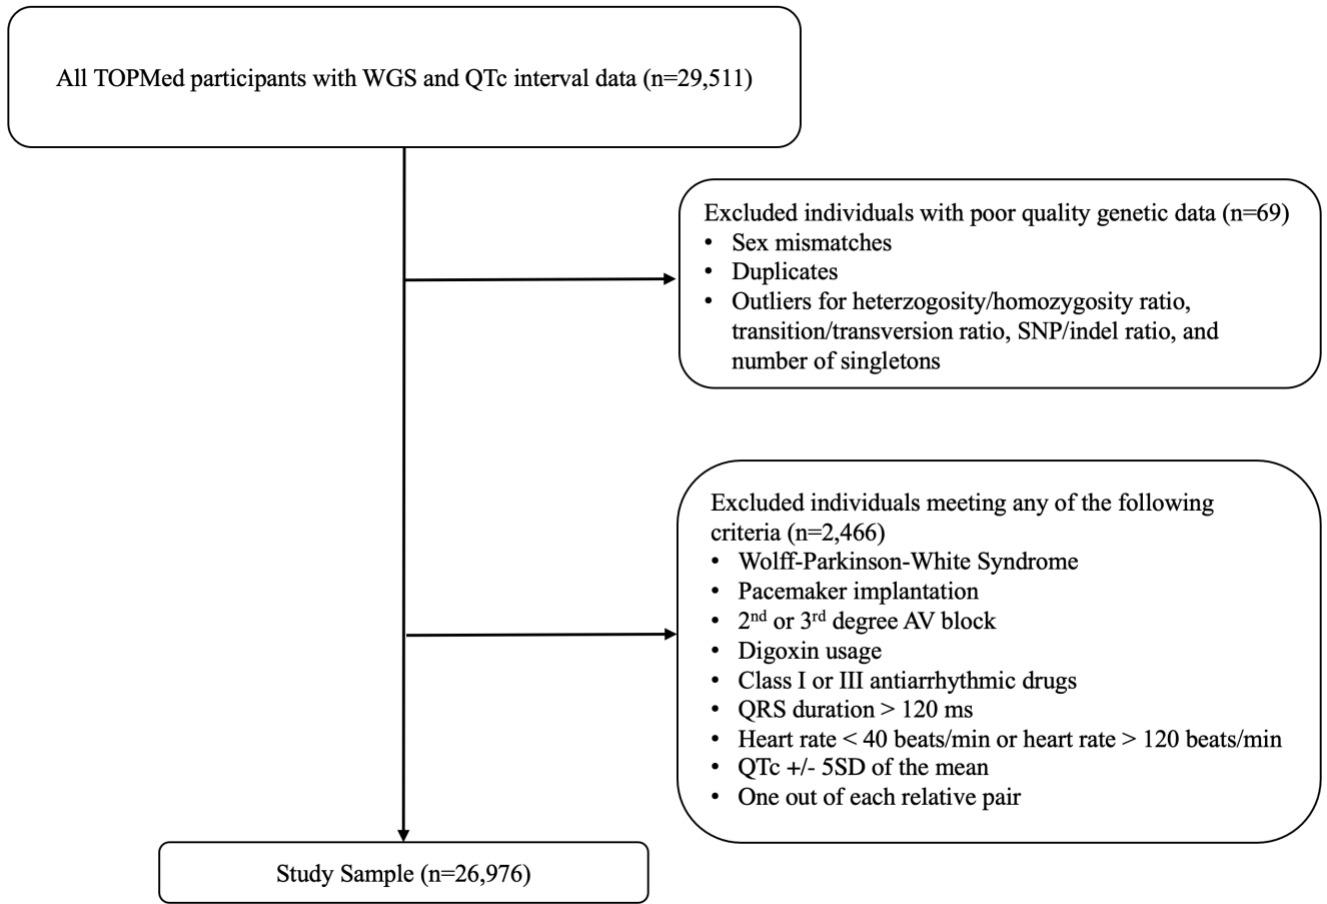 All TOPMed participants with WGS and QTc interval data (n=29,511)
Excluded individuals with poor quality genetic data (n=69)
• Sex mismatches
• Duplicates
• Outliers for heterzogosity/homozygosity ratio,
transition/transversion ratio, SNP/indel ratio, and
number of singletons
Excluded individuals meeting any of the following
criteria (n=2,466)
• Wolff-Parkinson-White Syndrome
• Pacemaker implantation
• 2nd or 3rd degree AV block
• Digoxin usage
• Class I or III antiarrhythmic drugs
• QRS duration > 120 ms
• Heart rate < 40 beats/min or heart rate > 120 beats/min
• QTc +/- 5SD of the mean
• One out of each relative pair
Study Sample (n=26,976)